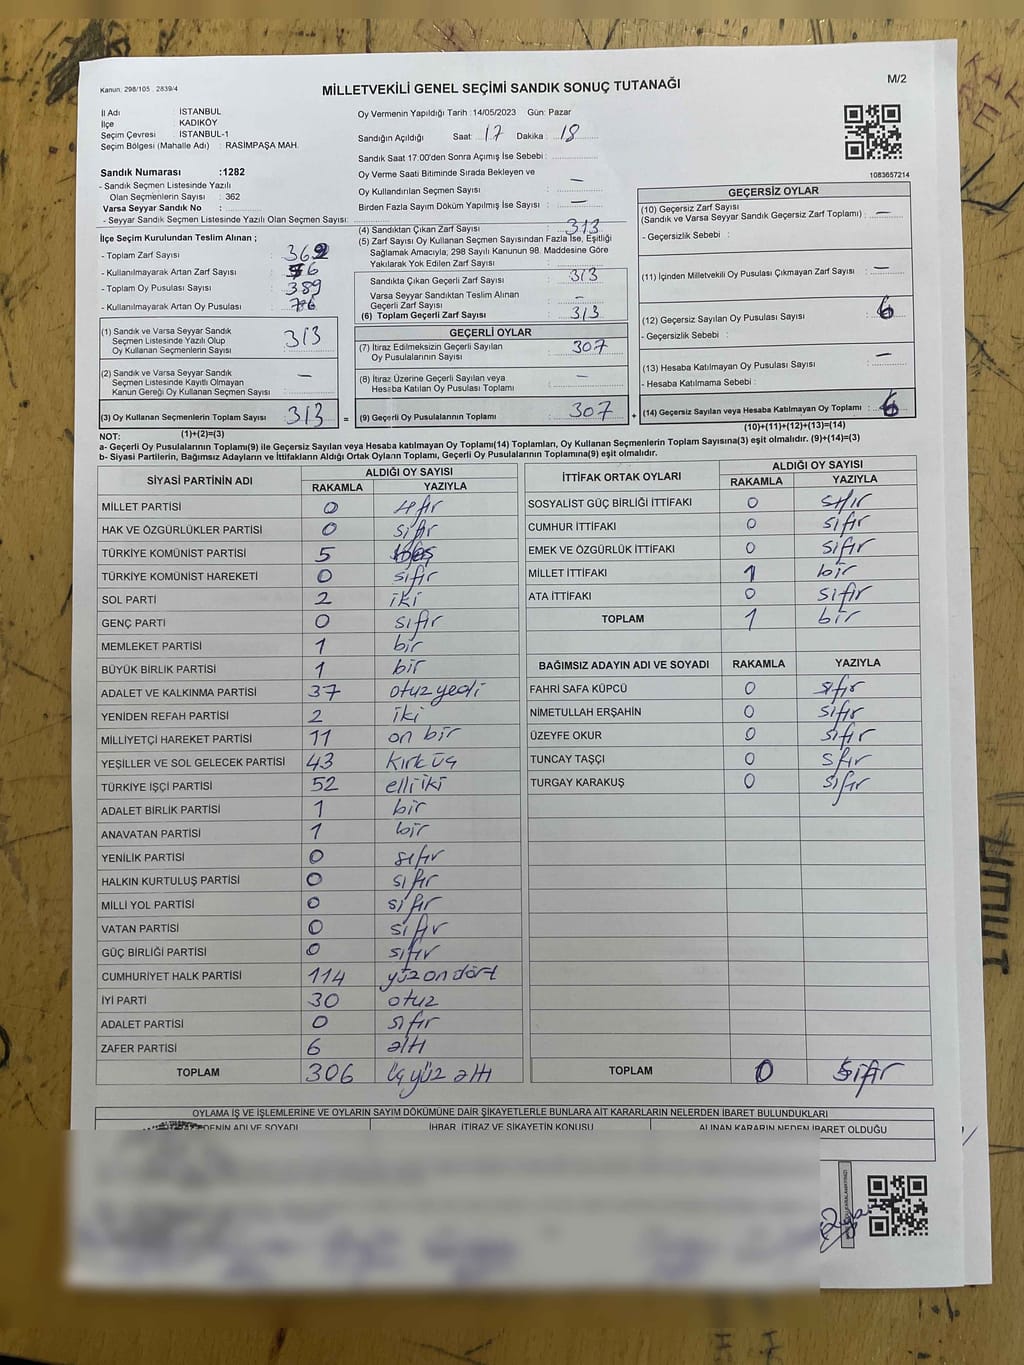 Kanun, 298/105 , 2839/4
MİLLETVEKİLİ GENEL SEÇİMİ SANDIK SONUÇ TUTANAĞI
M/2
İl Adı : İSTANBUL
İlçe : KADIKÖY
Seçim Çevresi : İSTANBUL-1
Seçim Bölgesi (Mahalle Adı) : RASİMPAŞA MAH.
Oy Vermenin Yapıldığı Tarih : 14/05/2023 Gün: Pazar
Sandığın Açıldığı Saat: 17 Dakika : 18
Sandık Saat 17:00'den Sonra Açımış İse Sebebi :
Oy Verme Saati Bitiminde Sırada Bekleyen ve
Oy Kullandırılan Seçmen Sayısı : —
Birden Fazla Sayım Döküm Yapılmış İse Sayısı : —
1083657214
Sandık Numarası :1282
- Sandık Seçmen Listesinde Yazılı
Olan Seçmenlerin Sayısı : 362
Varsa Seyyar Sandık No :
- Seyyar Sandık Seçmen Listesinde Yazılı Olan Seçmen Sayısı:
İlçe Seçim Kurulundan Teslim Alınan ;
- Toplam Zarf Sayısı : 362
- Kullanılmayarak Artan Zarf Sayısı :
- Toplam Oy Pusulası Sayısı : 389
- Kullanılmayarak Artan Oy Pusulası : 76
(1) Sandık ve Varsa Seyyar Sandık
Seçmen Listesinde Yazılı Olup
Oy Kullanan Seçmenlerin Sayısı : 313
(2) Sandık ve Varsa Seyyar Sandık
Seçmen Listesinde Kayıtlı Olmayan
Kanun Gereği Oy Kullanan Seçmen Sayısı : —
(3) Oy Kullanan Seçmenlerin Toplam Sayısı : 313 =
(1)+(2)=(3)
(4) Sandıktan Çıkan Zarf Sayısı : 313
(5) Zarf Sayısı Oy Kullanan Seçmen Sayısından Fazla İse, Eşitliği
Sağlamak Amacıyla, 298 Sayılı Kanunun 98. Maddesine Göre
Yakılarak Yok Edilen Zarf Sayısı :
Sandıkta Çıkan Geçerli Zarf Sayısı : 313
Varsa Seyyar Sandıktan Teslim Alınan
Geçerli Zarf Sayısı : —
(6) Toplam Geçerli Zarf Sayısı : 313
GEÇERLİ OYLAR
(7) İtiraz Edilmeksizin Geçerli Sayılan
Oy Pusulalarının Sayısı : 307
(8) İtiraz Üzerine Geçerli Sayılan veya
Hesaba Katılan Oy Pusulası Toplamı : —
(9) Geçerli Oy Pusulalarının Toplamı : 307 +
GEÇERSİZ OYLAR
(10) Geçersiz Zarf Sayısı
(Sandık ve Varsa Seyyar Sandık Geçersiz Zarf Toplamı) : —
- Geçersizlik Sebebi :
(11) İçinden Milletvekili Oy Pusulası Çıkmayan Zarf Sayısı : —
(12) Geçersiz Sayılan Oy Pusulası Sayısı : 6
- Geçersizlik Sebebi :
(13) Hesaba Katılmayan Oy Pusulası Sayısı : —
- Hesaba Katılmama Sebebi :
(14) Geçersiz Sayılan veya Hesaba Katılmayan Oy Toplamı : 6
(10)+(11)+(12)+(13)=(14)
NOT:
a- Geçerli Oy Pusulalarının Toplamı(9) ile Geçersiz Sayılan veya Hesaba katılmayan Oy Toplamı(14) Toplamları, Oy Kullanan Seçmenlerin Toplam Sayısına(3) eşit olmalıdır. (9)+(14)=(3)
b- Siyasi Partilerin, Bağımsız Adayların ve İttifakların Aldığı Ortak Oyların Toplamı, Geçerli Oy Pusulalarının Toplamına(9) eşit olmalıdır.
SİYASİ PARTİNİN ADI ALDIĞI OY SAYISI
RAKAMLA YAZIYLA
MİLLET PARTİSİ 0 sıfır
HAK VE ÖZGÜRLÜKLER PARTİSİ 0 sıfır
TÜRKİYE KOMÜNİST PARTİSİ 5 beş
TÜRKİYE KOMÜNİST HAREKETİ 0 sıfır
SOL PARTİ 2 iki
GENÇ PARTİ 0 sıfır
MEMLEKET PARTİSİ 1 bir
BÜYÜK BİRLİK PARTİSİ 1 bir
ADALET VE KALKINMA PARTİSİ 37 otuz yedi
YENİDEN REFAH PARTİSİ 2 iki
MİLLİYETÇİ HAREKET PARTİSİ 11 on bir
YEŞİLLER VE SOL GELECEK PARTİSİ 43 kırk üç
TÜRKİYE İŞÇİ PARTİSİ 52 elli iki
ADALET BİRLİK PARTİSİ 1 bir
ANAVATAN PARTİSİ 1 bir
YENİLİK PARTİSİ 0 sıfır
HALKIN KURTULUŞ PARTİSİ 0 sıfır
MİLLİ YOL PARTİSİ 0 sıfır
VATAN PARTİSİ 0 sıfır
GÜÇ BİRLİĞİ PARTİSİ 0 sıfır
CUMHURİYET HALK PARTİSİ 114 yüz on dört
İYİ PARTİ 30 otuz
ADALET PARTİSİ 0 sıfır
ZAFER PARTİSİ 6 altı
TOPLAM 306 üç yüz altı
İTTİFAK ORTAK OYLARI ALDIĞI OY SAYISI
RAKAMLA YAZIYLA
SOSYALİST GÜÇ BİRLİĞİ İTTİFAKI 0 sıfır
CUMHUR İTTİFAKI 0 sıfır
EMEK VE ÖZGÜRLÜK İTTİFAKI 0 sıfır
MİLLET İTTİFAKI 1 bir
ATA İTTİFAKI 0 sıfır
TOPLAM 1 bir
BAĞIMSIZ ADAYIN ADI VE SOYADI RAKAMLA YAZIYLA
FAHRİ SAFA KÜPCÜ 0 sıfır
NİMETULLAH ERŞAHİN 0 sıfır
ÜZEYFE OKUR 0 sıfır
TUNCAY TAŞÇI 0 sfır
TURGAY KARAKUŞ 0 sıfır
TOPLAM 0 sıfır
OYLAMA İŞ VE İŞLEMLERİNE VE OYLARIN SAYIM DÖKÜMÜNE DAİR ŞİKAYETLERLE BUNLARA AİT KARARLARIN NELERDEN İBARET BULUNDUKLARI
ADI VE SOYADI İHBAR, İTİRAZ VE ŞİKAYETİN KONUSU ALINAN KARARIN NEDEN İBARET OLDUĞU